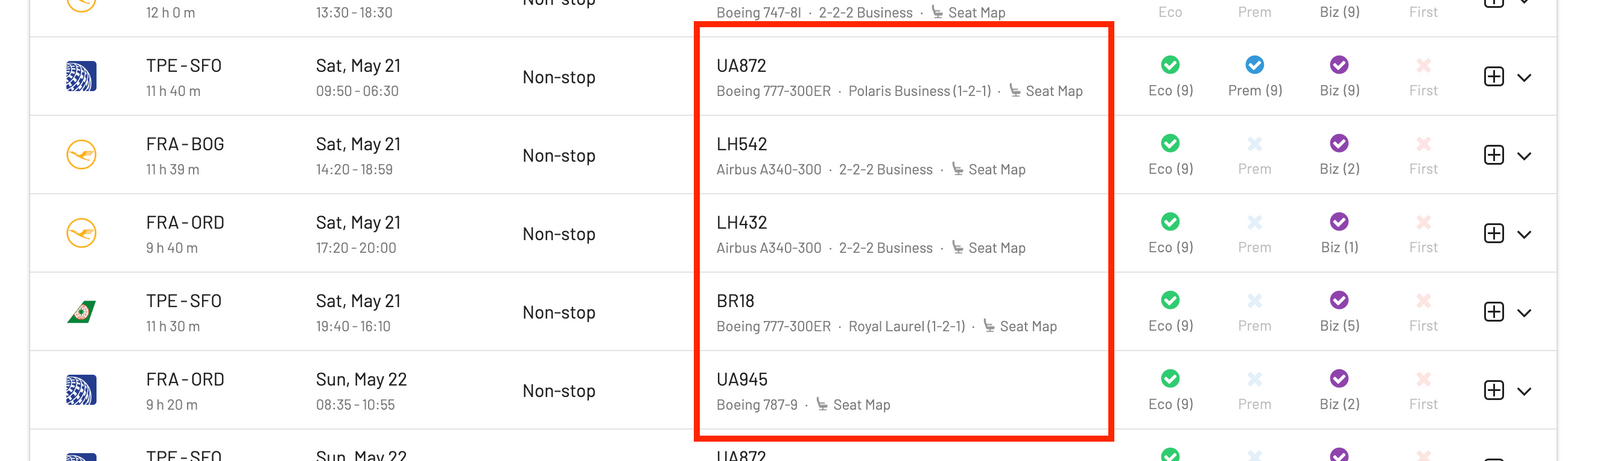 12 h 0 m 13:30 - 18:30 Non-stop Boeing 747-8I · 2-2-2 Business · Seat Map Eco Prem Biz (9) First
TPE - SFO Sat, May 21 UA872
11 h 40 m 09:50 - 06:30 Non-stop Boeing 777-300ER · Polaris Business (1-2-1) · Seat Map Eco (9) Prem (9) Biz (9) First
FRA - BOG Sat, May 21 LH542
11 h 39 m 14:20 - 18:59 Non-stop Airbus A340-300 · 2-2-2 Business · Seat Map Eco (9) Prem Biz (2) First
FRA - ORD Sat, May 21 LH432
9 h 40 m 17:20 - 20:00 Non-stop Airbus A340-300 · 2-2-2 Business · Seat Map Eco (9) Prem Biz (1) First
TPE - SFO Sat, May 21 BR18
11 h 30 m 19:40 - 16:10 Non-stop Boeing 777-300ER · Royal Laurel (1-2-1) · Seat Map Eco (9) Prem Biz (5) First
FRA - ORD Sun, May 22 UA945
9 h 20 m 08:35 - 10:55 Non-stop Boeing 787-9 · Seat Map Eco (9) Prem Biz (2) First
TPE - SFO Sun, May 22 UA872